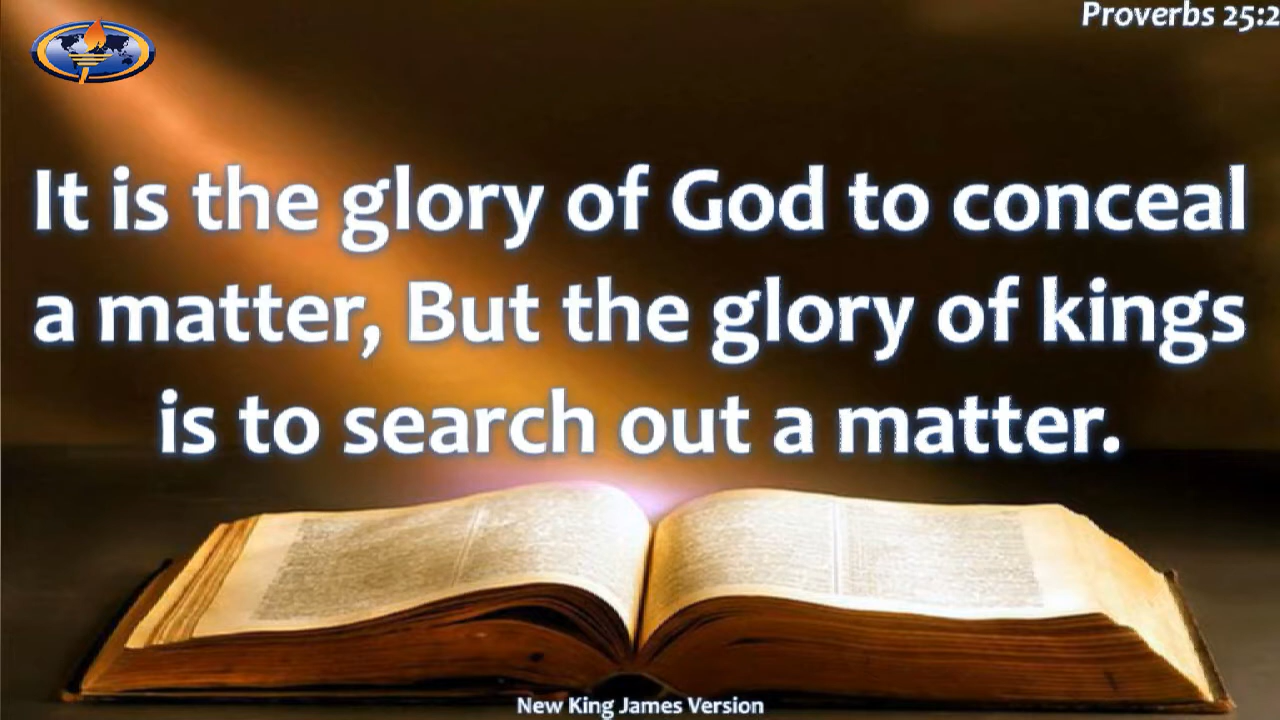 Proverbs 25:2
It is the glory of God to conceal
a matter, But the glory of kings
is to search out a matter.
New King James Version